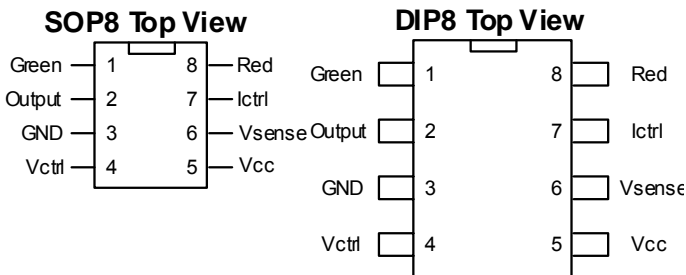 SOP8 Top View
Green 1 8 Red
Output 2 7 Ictrl
GND 3 6 Vsense
Vctrl 4 5 Vcc
DIP8 Top View
Green 1 8 Red
Output 2 7 Ictrl
GND 3 6 Vsense
Vctrl 4 5 Vcc